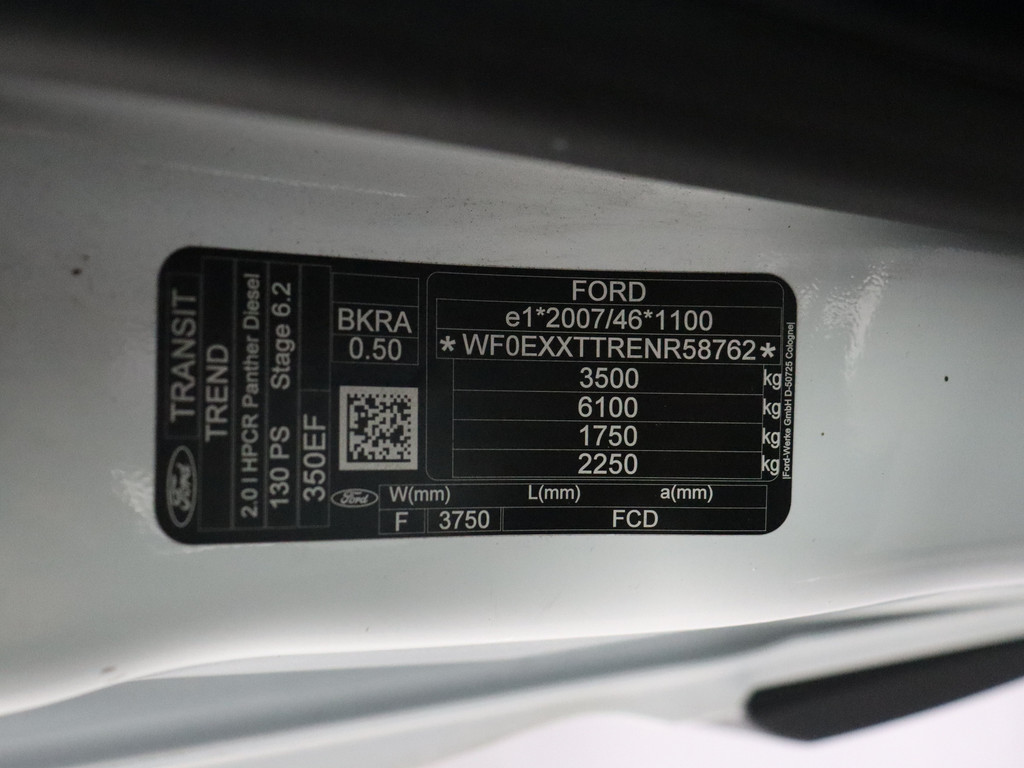 Ford
TRANSIT
TREND
2.0 l HPCR Panther Diesel
130 PS Stage 6.2
350EF
BKRA
0.50
Ford
FORD
e1*2007/46*1100
*WF0EXXTTRENR58762*
3500 kg
6100 kg
1750 kg
2250 kg
W(mm) L(mm) a(mm)
F 3750 FCD
|Ford-Werke GmbH D-50725 Cologne|